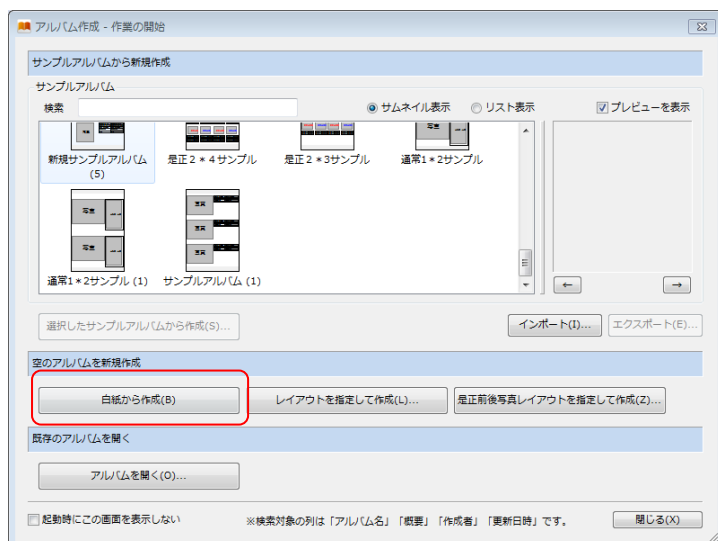 アルバム作成 - 作業の開始
サンプルアルバムから新規作成
サンプルアルバム
検索
サムネイル表示
リスト表示
プレビューを表示
新規サンプルアルバム
(5)
是正2*4サンプル
是正2*3サンプル
通常1*2サンプル
写真
写真
写真
写真
写真
通常1*2サンプル (1)
サンプルアルバム (1)
←
→
選択したサンプルアルバムから作成(S)...
インポート(I)...
エクスポート(E)...
空のアルバムを新規作成
白紙から作成(B)
レイアウトを指定して作成(L)...
是正前後写真レイアウトを指定して作成(Z)...
既存のアルバムを開く
アルバムを開く(O)...
起動時にこの画面を表示しない
※検索対象の列は「アルバム名」「概要」「作成者」「更新日時」です。
閉じる(X)